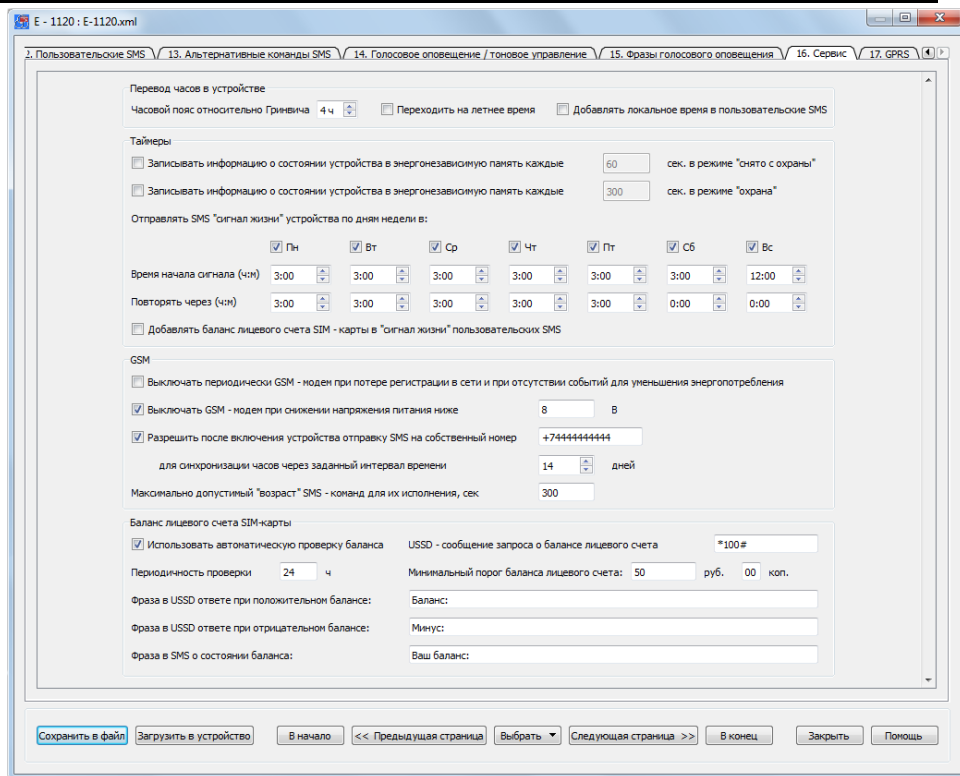 E - 1120 : E-1120.xml
2. Пользовательские SMS 13. Альтернативные команды SMS 14. Голосовое оповещение / тоновое управление 15. Фразы голосового оповещения 16. Сервис 17. GPRS
Перевод часов в устройстве
Часовой пояс относительно Гринвича 4 ч Переходить на летнее время Добавлять локальное время в пользовательские SMS
Таймеры
Записывать информацию о состоянии устройства в энергонезависимую память каждые 60 сек. в режиме "снято с охраны"
Записывать информацию о состоянии устройства в энергонезависимую память каждые 300 сек. в режиме "охрана"
Отправлять SMS "сигнал жизни" устройства по дням недели в:
Пн Вт Ср Чт Пт Сб Вс
Время начала сигнала (ч:м) 3:00 3:00 3:00 3:00 3:00 3:00 12:00
Повторять через (ч:м) 3:00 3:00 3:00 3:00 3:00 0:00 0:00
Добавлять баланс лицевого счета SIM - карты в "сигнал жизни" пользовательских SMS
GSM
Выключать периодически GSM - модем при потере регистрации в сети и при отсутствии событий для уменьшения энергопотребления
Выключать GSM - модем при снижении напряжения питания ниже 8 В
Разрешить после включения устройства отправку SMS на собственный номер +74444444444
для синхронизации часов через заданный интервал времени 14 дней
Максимально допустимый "возраст" SMS - команд для их исполнения, сек 300
Баланс лицевого счета SIM-карты
Использовать автоматическую проверку баланса USSD - сообщение запроса о балансе лицевого счета *100#
Периодичность проверки 24 ч Минимальный порог баланса лицевого счета: 50 руб. 00 коп.
Фраза в USSD ответе при положительном балансе: Баланс:
Фраза в USSD ответе при отрицательном балансе: Минус:
Фраза в SMS о состоянии баланса: Ваш баланс:
Сохранить в файл Загрузить в устройство В начало << Предыдущая страница Выбрать Следующая страница >> В конец Закрыть Помощь